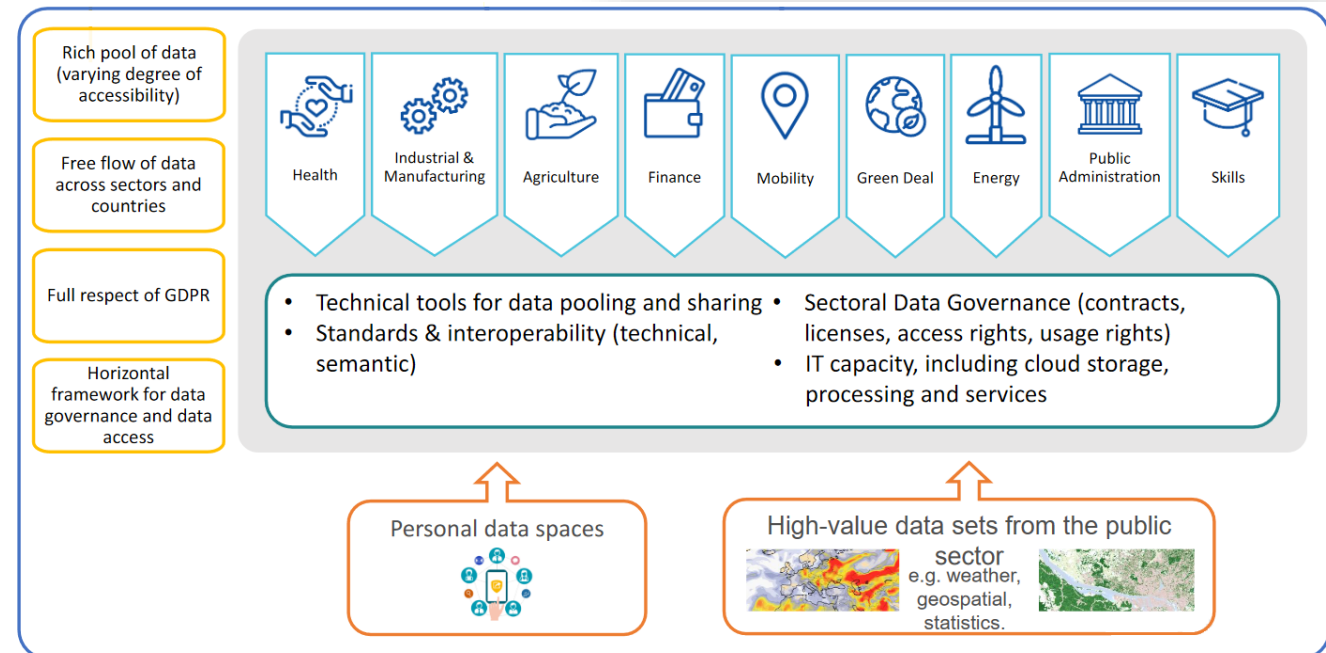 Rich pool of data
(varying degree of
accessibility)
Free flow of data
across sectors and
countries
Full respect of GDPR
Horizontal
framework for data
governance and data
access
Health
Industrial &
Manufacturing
Agriculture
Finance
Mobility
Green Deal
Energy
Public
Administration
Skills
• Technical tools for data pooling and sharing
• Standards & interoperability (technical,
semantic)
• Sectoral Data Governance (contracts,
licenses, access rights, usage rights)
• IT capacity, including cloud storage,
processing and services
Personal data spaces
High-value data sets from the public
sector
e.g. weather,
geospatial,
statistics.